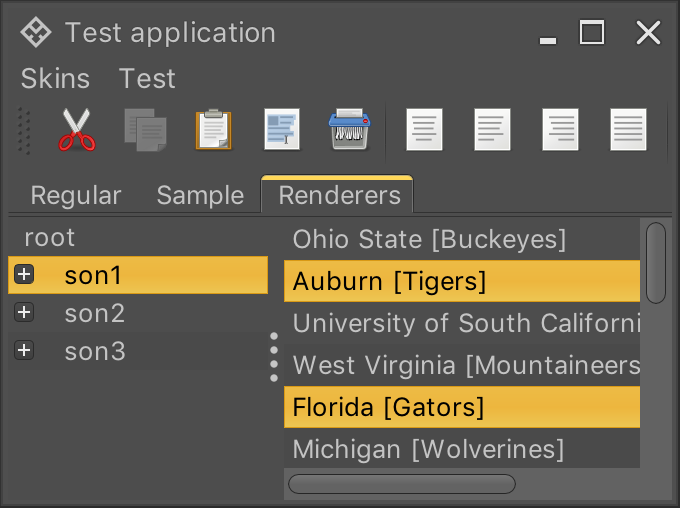 Test application
Skins Test
Regular Sample Renderers
root
son1
son2
son3
Ohio State [Buckeyes]
Auburn [Tigers]
University of South Californi
West Virginia [Mountaineers
Florida [Gators]
Michigan [Wolverines]